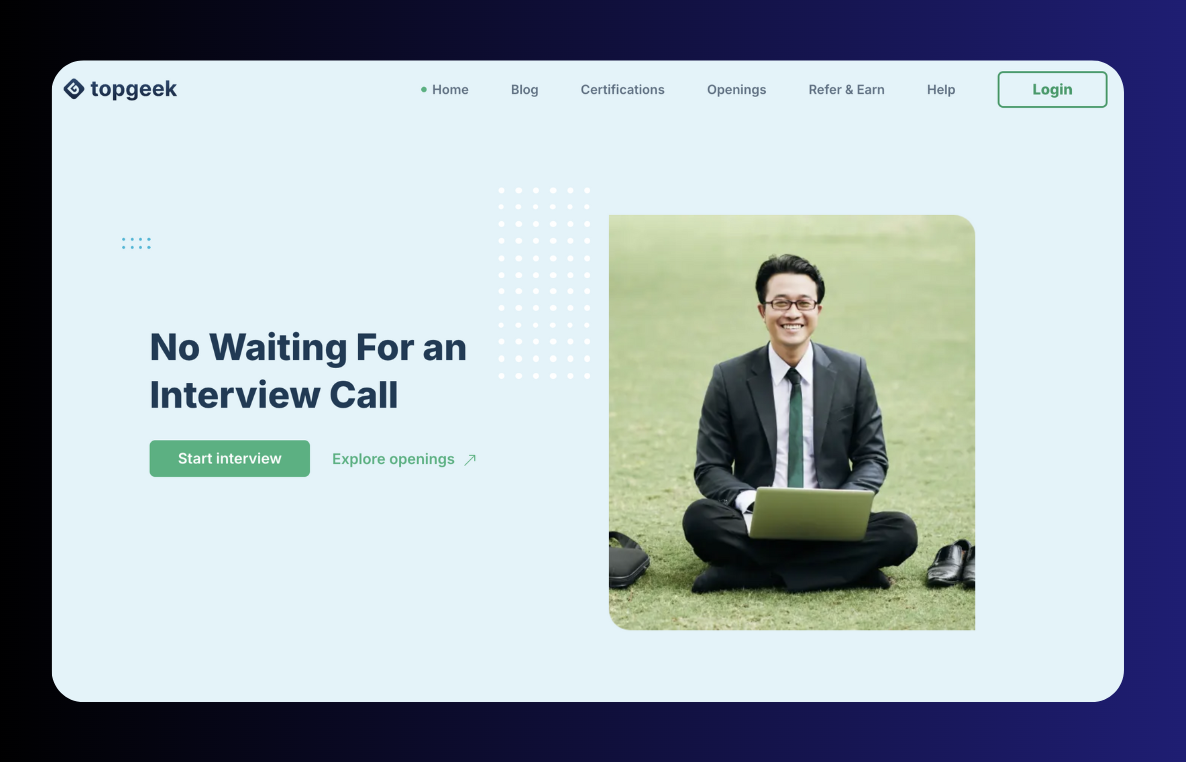 topgeek
Home
Blog
Certifications
Openings
Refer & Earn
Help
Login
No Waiting For an
Interview Call
Start interview
Explore openings